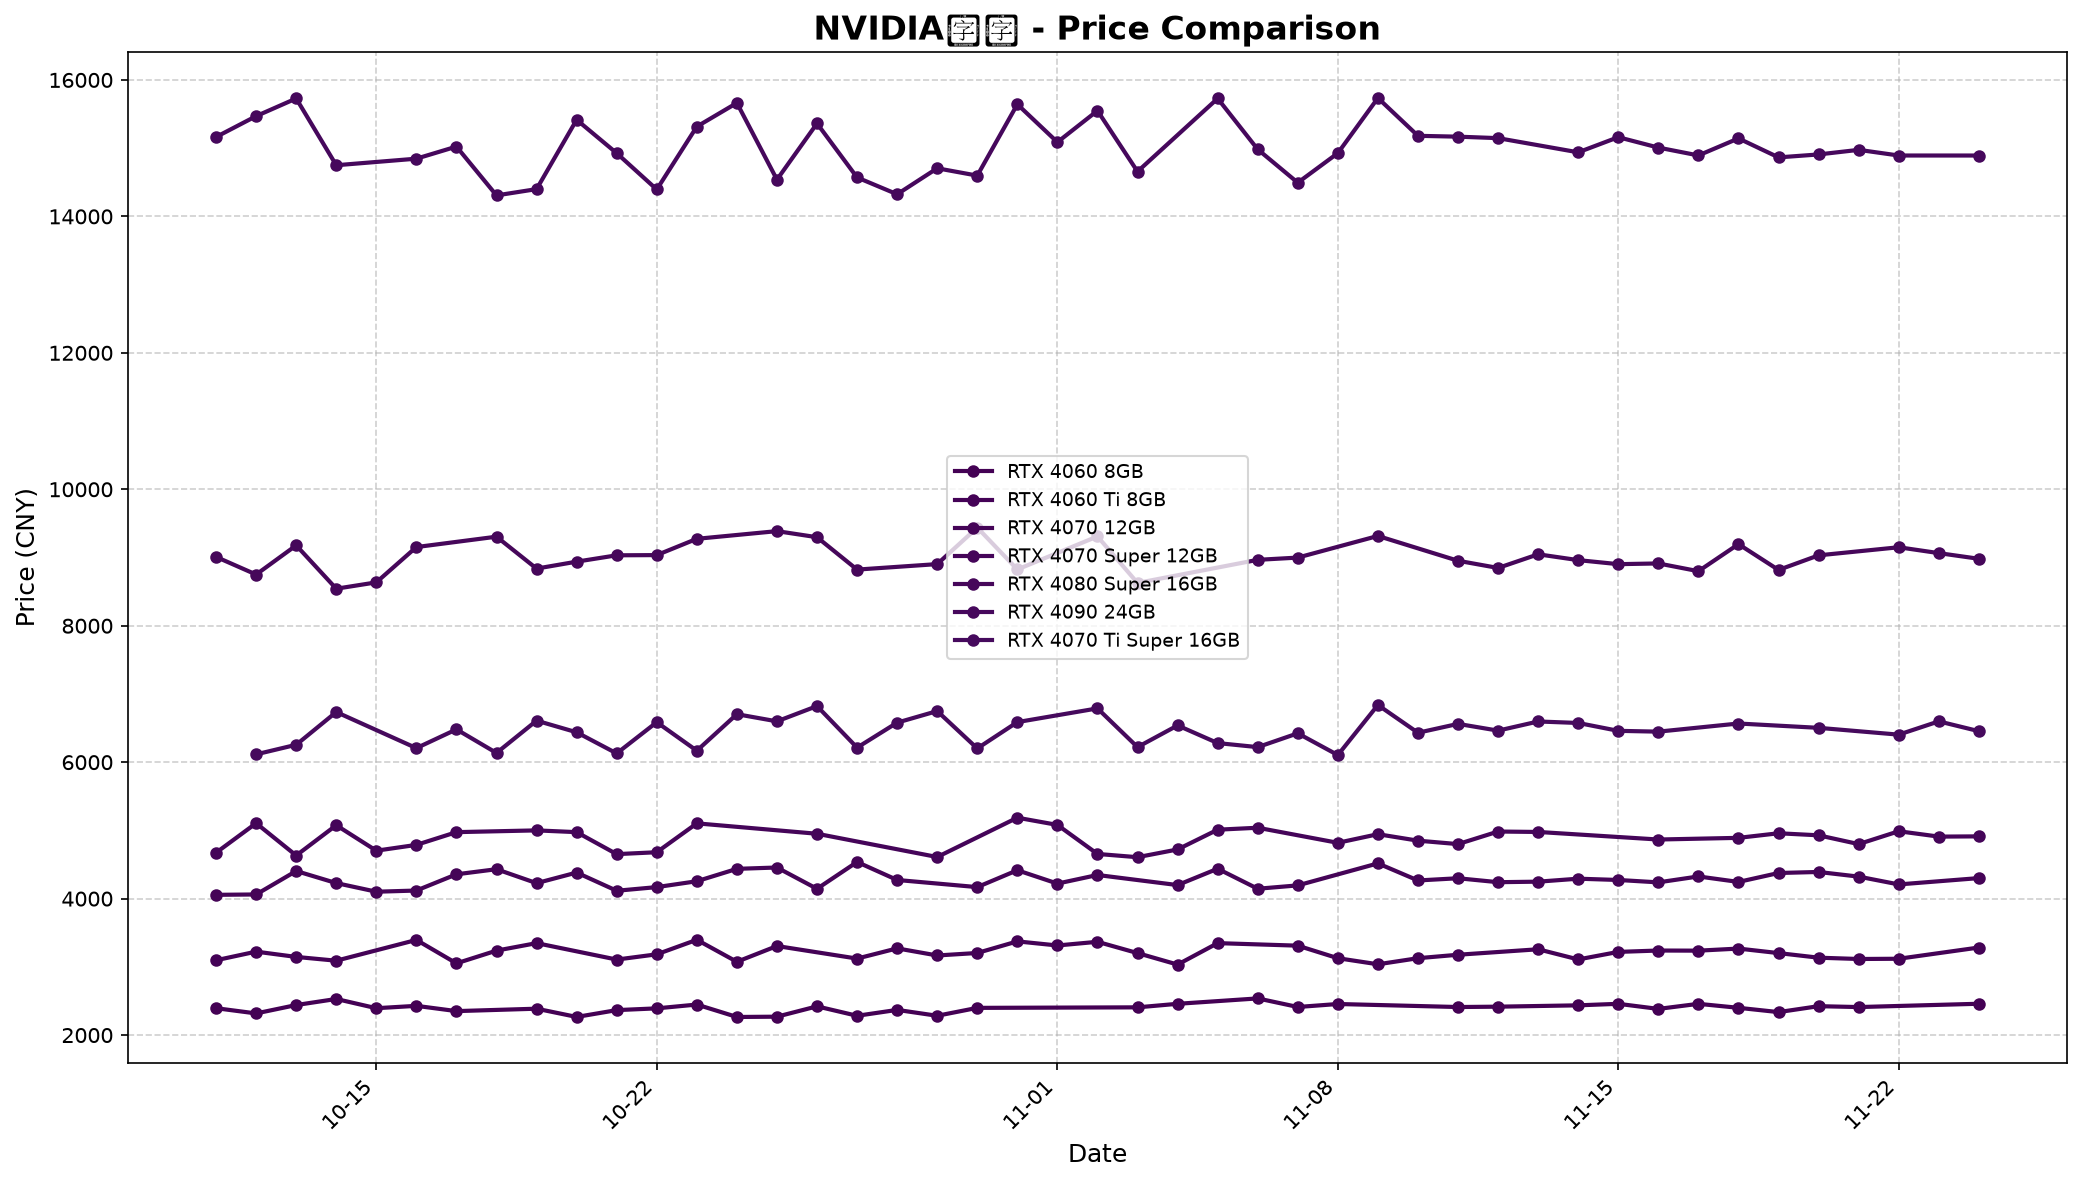 NVIDIA - Price Comparison
16000
14000
12000
10000
8000
6000
4000
2000
Price (CNY)
RTX 4060 8GB
RTX 4060 Ti 8GB
RTX 4070 12GB
RTX 4070 Super 12GB
RTX 4080 Super 16GB
RTX 4090 24GB
RTX 4070 Ti Super 16GB
10-15
10-22
11-01
11-08
11-15
11-22
Date